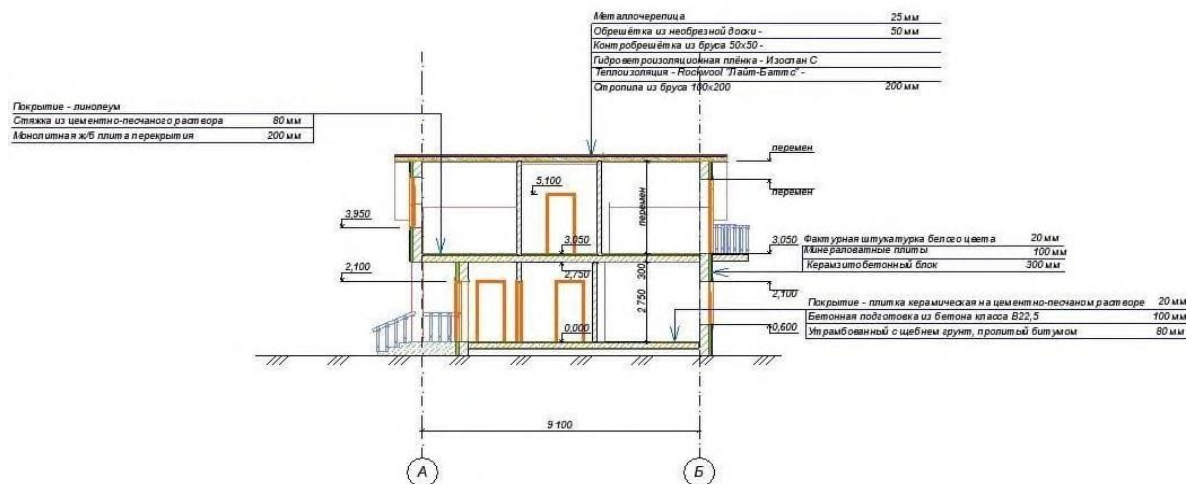 Металлочерепица 25 мм
Обрешётка из необрезной доски - 50 мм
Контробрешётка из бруса 50х50 -
Гидроветроизоляционная плёнка - Изоспан С
Теплоизоляция - Rockwool "Лайт-Баттс" -
Стропила из бруса 100х200 200 мм
Покрытие - линолеум
Стяжка из цементно-песчаного раствора 80 мм
Монолитная ж/б плита перекрытия 200 мм
перемен
5,100
перемен
перемен
3,950
3.050
3.050
Фактурная штукатурка белого цвета 20 мм
Минераловатные плиты 100 мм
Керамзитобетонный блок 300 мм
2,100
2,750
300
2,100
2 750
Покрытие - плитка керамическая на цементно-песчаном растворе 20 мм
Бетонная подготовка из бетона класса В22,5 100 мм
Утрамбованный с щебнем грунт, пролитый битумом 80 мм
0,000
0,600
9 100
А
Б